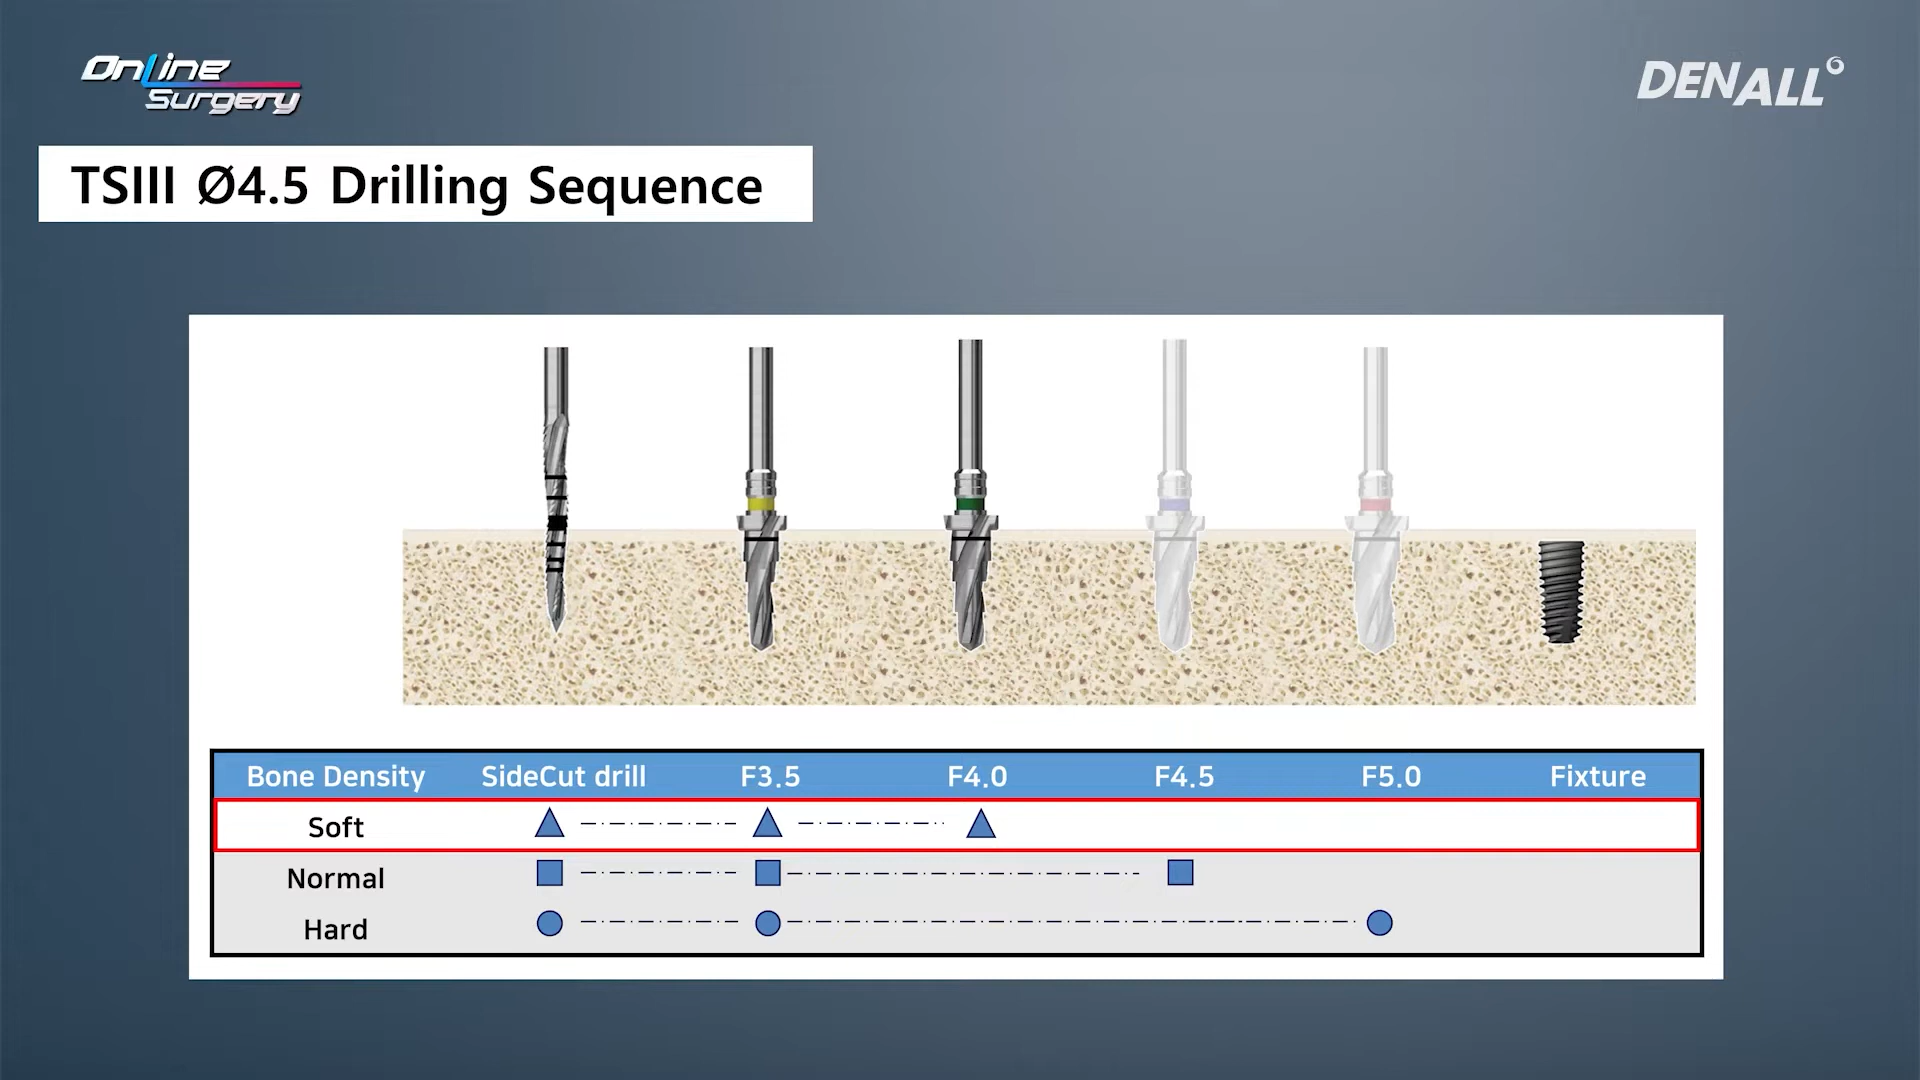 OnLine
Surgery
DENALL
TSIII Ø4.5 Drilling Sequence
Bone Density SideCut drill F3.5 F4.0 F4.5 F5.0 Fixture
Soft
Normal
Hard